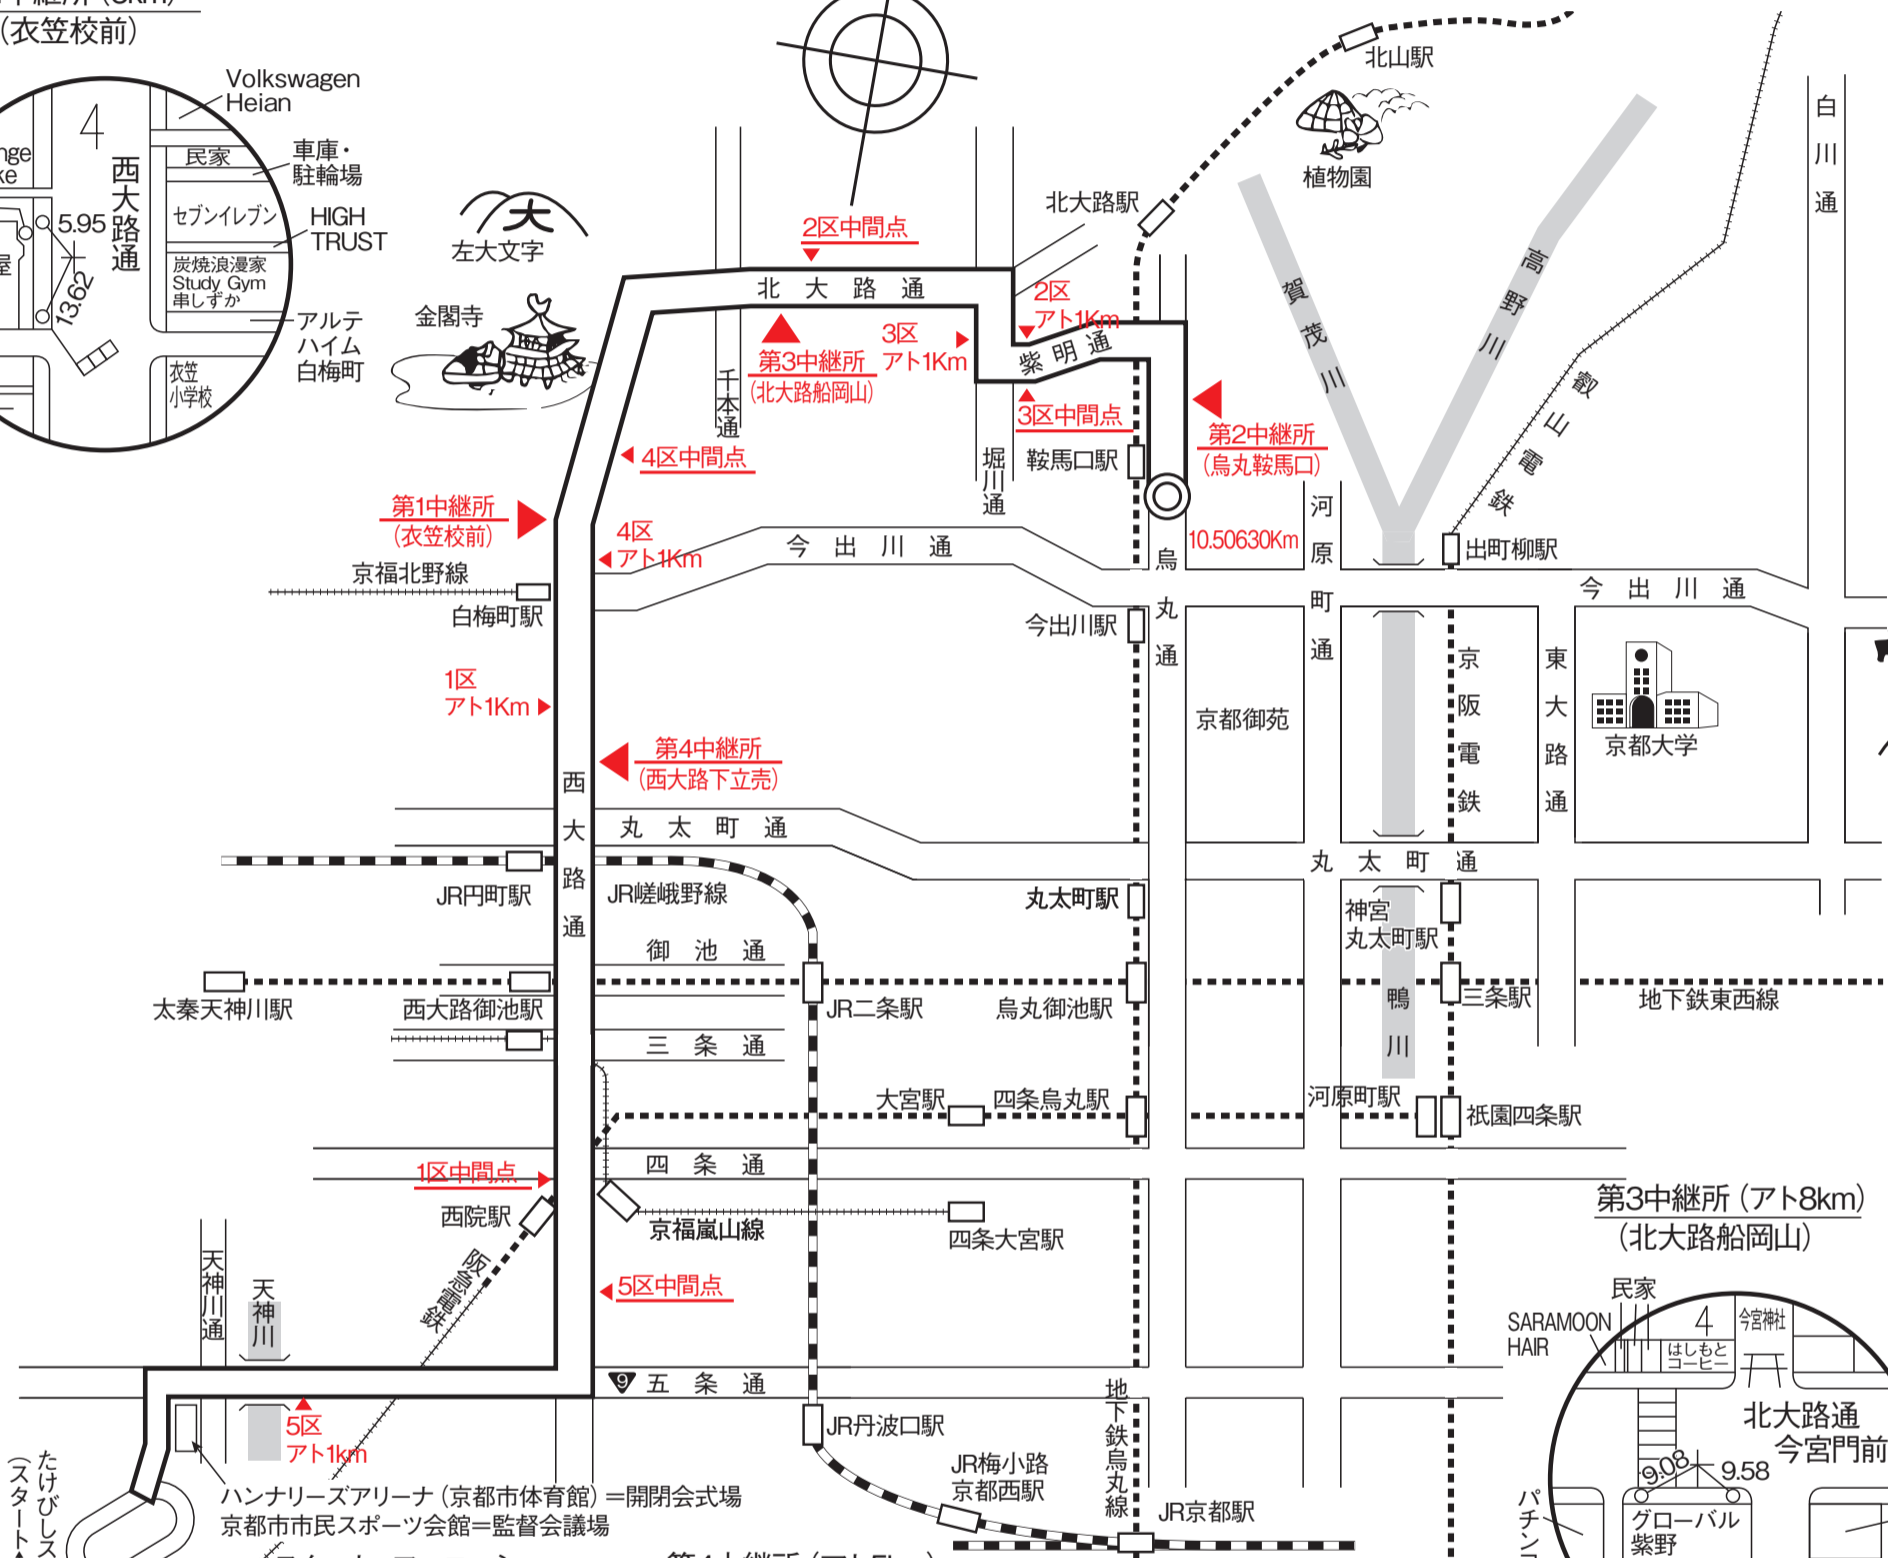 (衣笠校前)
Volkswagen
Heian
4
西大路通
民家
車庫・
駐輪場
セブンイレブン
HIGH
TRUST
炭焼浪漫家
Study Gym
串しずか
アルテ
ハイム
白梅町
衣笠
小学校
5.95
13.62
大
左大文字
金閣寺
北山駅
植物園
北大路駅
白川通
2区中間点
北大路通
第3中継所
(北大路船岡山)
2区
アト1Km
3区
アト1Km
紫明通
3区中間点
賀茂川
高野川
叡山電鉄
千本通
堀川通
鞍馬口駅
第2中継所
(烏丸鞍馬口)
4区中間点
第1中継所
(衣笠校前)
4区
アト1Km
京福北野線
白梅町駅
今出川通
10.50630Km
出町柳駅
今出川通
今出川駅
烏丸通
河原町通
京阪電鉄
東大路通
京都御苑
京都大学
1区
アト1Km
第4中継所
(西大路下立売)
西大路通
丸太町通
丸太町通
JR円町駅
JR嵯峨野線
丸太町駅
神宮
丸太町駅
御池通
太秦天神川駅
西大路御池駅
JR二条駅
烏丸御池駅
三条駅
地下鉄東西線
鴨川
三条通
大宮駅
四条烏丸駅
河原町駅
祇園四条駅
四条通
1区中間点
西院駅
京福嵐山線
四条大宮駅
阪急電鉄
5区中間点
天神川通
天神川
9
五条通
5区
アト1km
JR丹波口駅
地下鉄烏丸線
JR梅小路
京都西駅
JR京都駅
ハンナリーズアリーナ(京都市体育館)=開閉会式場
京都市市民スポーツ会館=監督会議場
たけびしス
(スタート
第3中継所(アト8km)
(北大路船岡山)
民家
SARAMOON
HAIR
4
今宮神社
はしもと
コーヒー
北大路通
今宮門前
9.08
9.58
グローバル
紫野
パチンコ